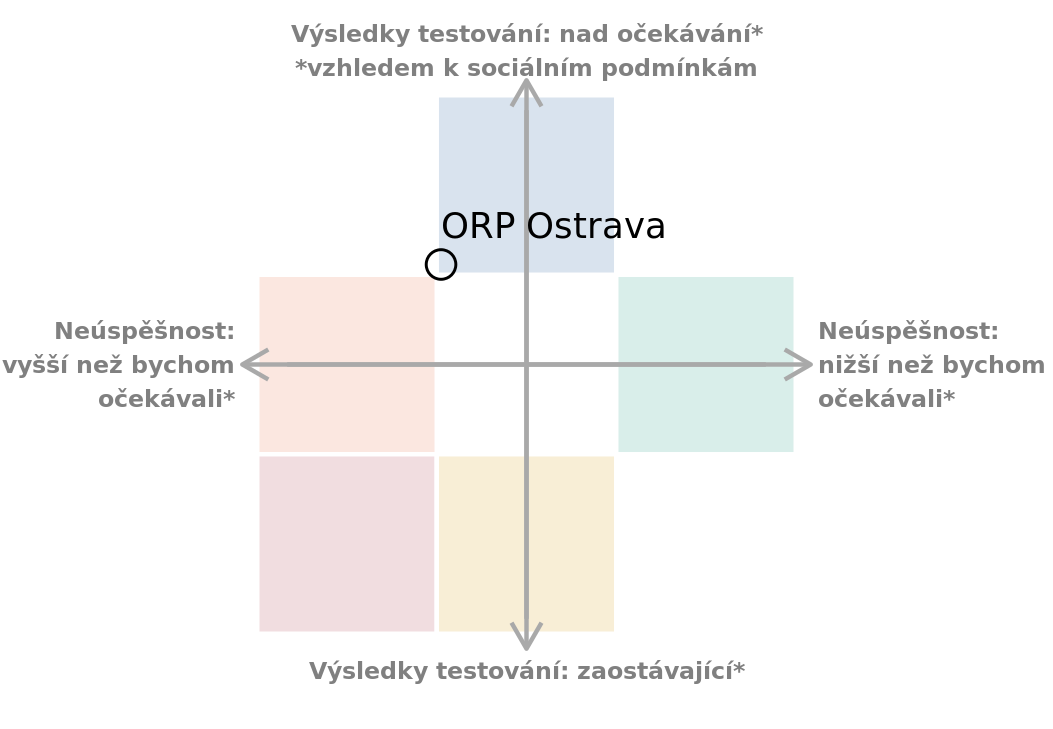 Výsledky testování: nad očekávání*
*vzhledem k sociálním podmínkám
ORP Ostrava
Neúspěšnost:
vyšší než bychom
očekávali*
Neúspěšnost:
nižší než bychom
očekávali*
Výsledky testování: zaostávající*